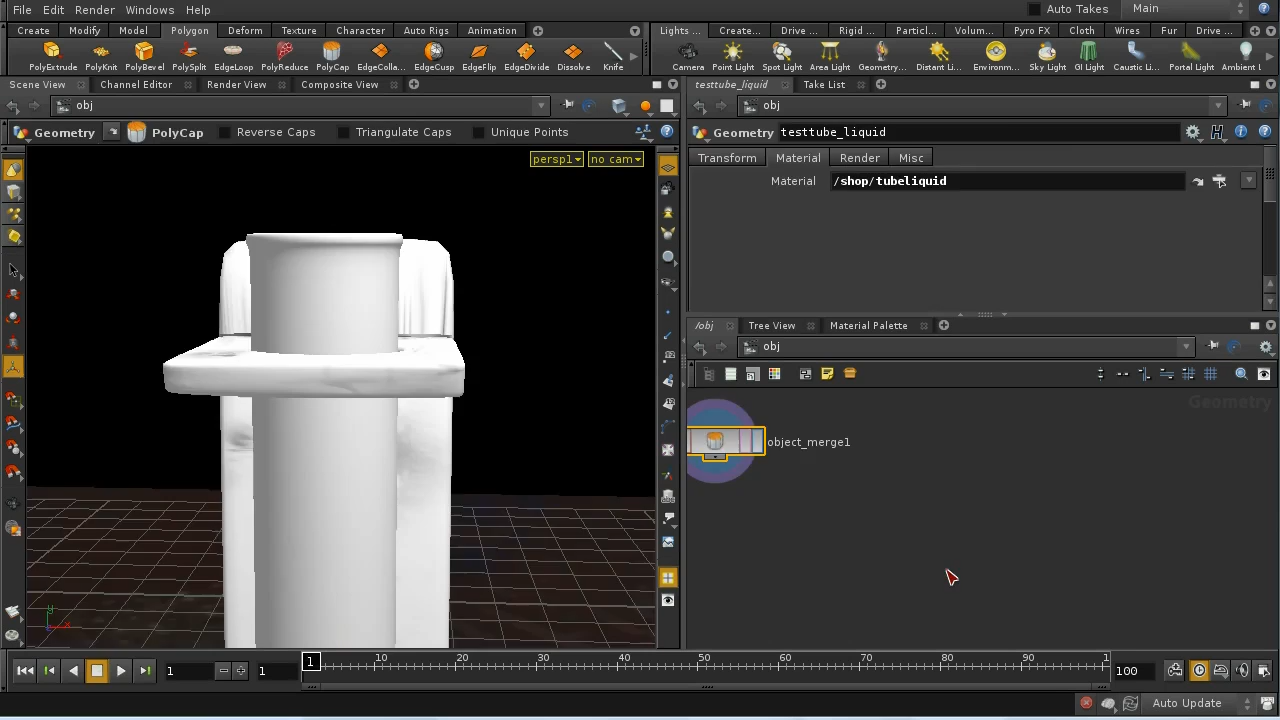 File Edit Render Windows Help Auto Takes Main
Create Modify Model Polygon Deform Texture Character Auto Rigs Animation Lights ... Create... Drive ... Rigid ... Particl... Volum... Pyro FX Cloth Wires Fur Drive ...
PolyExtrude PolyKnit PolyBevel PolySplit EdgeLoop PolyReduce PolyCap EdgeColla... EdgeCusp EdgeFlip EdgeDivide Dissolve Knife Camera Point Light Spot Light Area Light Geometry... Distant Li... Environm... Sky Light GI Light Caustic Li... Portal Light Ambient L
Scene View Channel Editor Render View Composite View testtube_liquid Take List
obj obj
Geometry PolyCap Reverse Caps Triangulate Caps Unique Points Geometry testtube_liquid
persp1 no cam Transform Material Render Misc
Material /shop/tubeliquid
/obj Tree View Material Palette
obj
Geometry
object_merge1
y
x
1 1 1 10 20 30 40 50 60 70 80 90 1 100
Auto Update